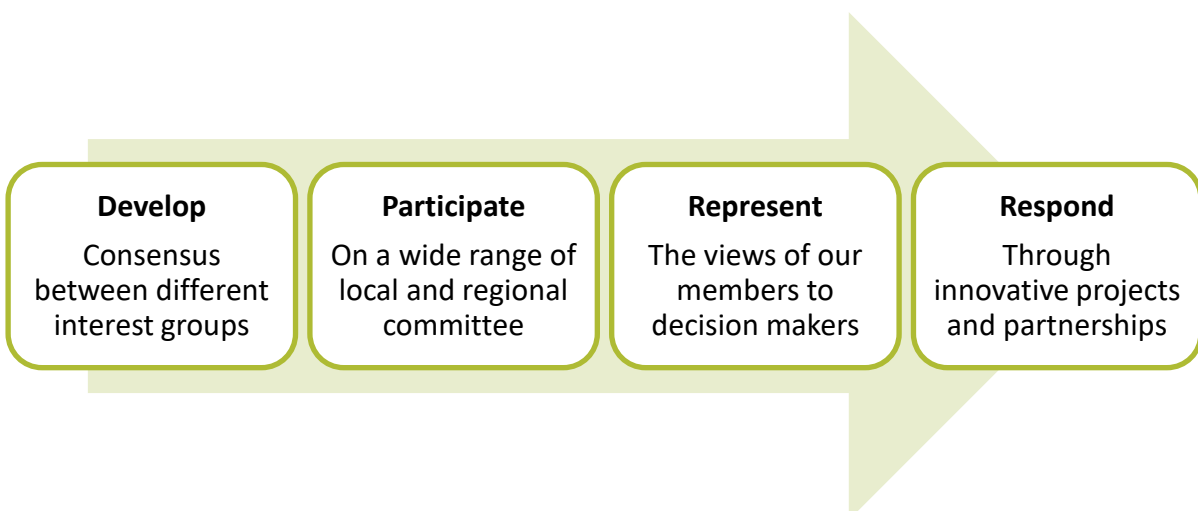 Develop
Consensus
between different
interest groups
Participate
On a wide range of
local and regional
committee
Represent
The views of our
members to
decision makers
Respond
Through
innovative projects
and partnerships